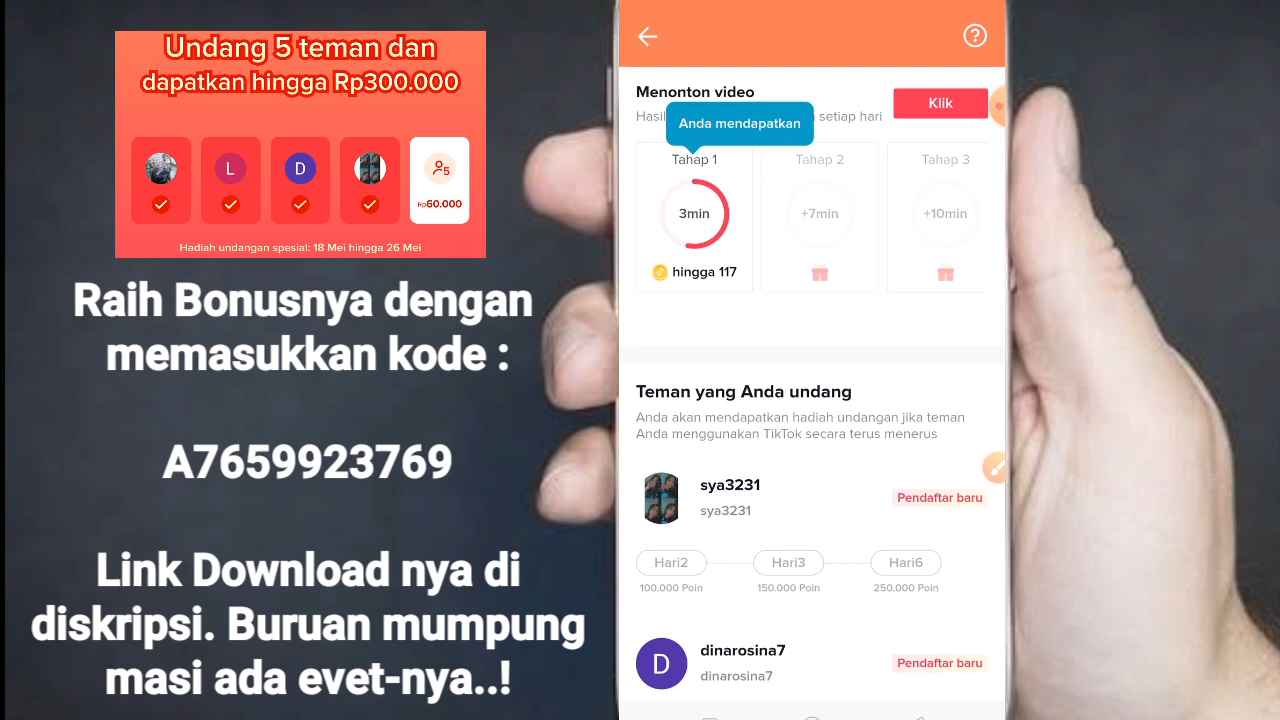 Undang 5 teman dan
dapatkan hingga Rp300.000
L
D
5
Rp60.000
Hadiah undangan spesial: 18 Mei hingga 26 Mei
Raih Bonusnya dengan
memasukkan kode :
A7659923769
Link Download nya di
diskripsi. Buruan mumpung
masi ada evet-nya..!
Menonton video
Klik
Hasil
setiap hari
Anda mendapatkan
Tahap 1
Tahap 2
Tahap 3
3min
+7min
+10min
hingga 117
Teman yang Anda undang
Anda akan mendapatkan hadiah undangan jika teman
Anda menggunakan TikTok secara terus menerus
sya3231
sya3231
Pendaftar baru
Hari2
Hari3
Hari6
100.000 Poin
150.000 Poin
250.000 Poin
D
dinarosina7
dinarosina7
Pendaftar baru